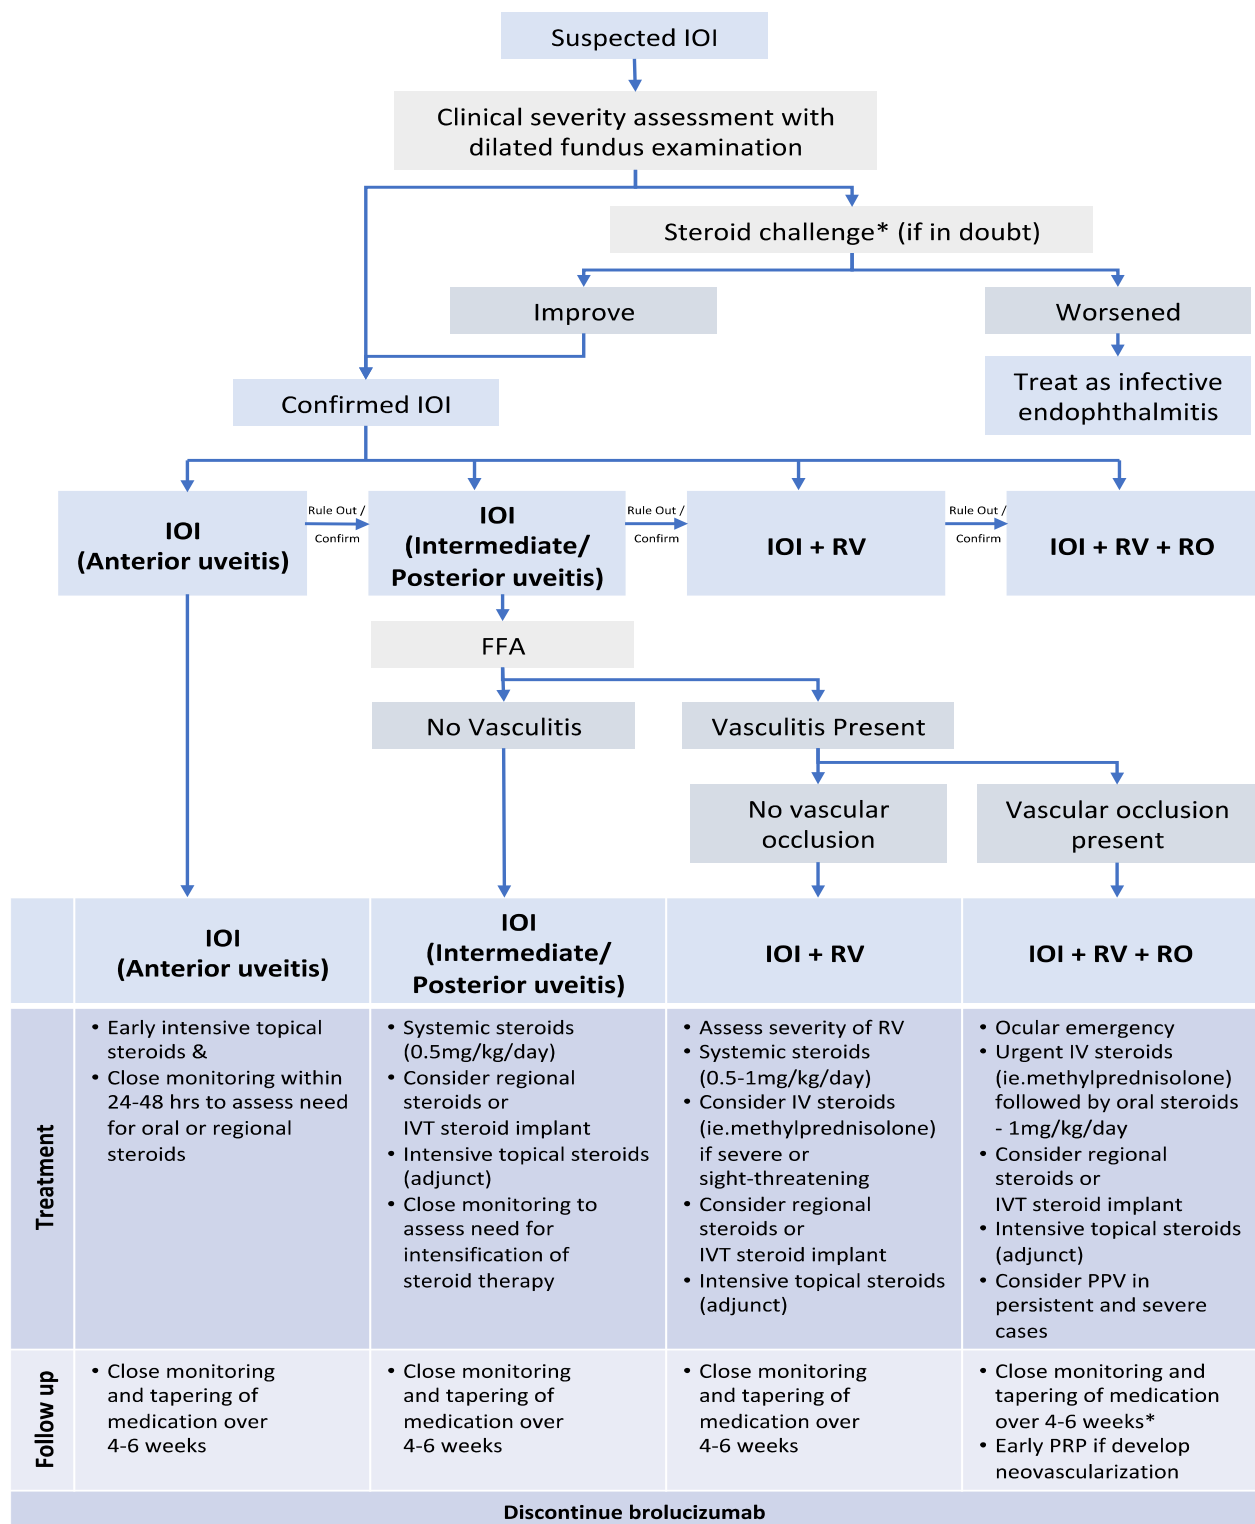 Suspected IOI
Clinical severity assessment with
dilated fundus examination
Steroid challenge* (if in doubt)
Improve
Worsened
Treat as infective
endophthalmitis
Confirmed IOI
IOI
(Anterior uveitis)
Rule Out /
Confirm
IOI
(Intermediate/
Posterior uveitis)
Rule Out /
Confirm
IOI + RV
Rule Out /
Confirm
IOI + RV + RO
FFA
No Vasculitis
Vasculitis Present
No vascular
occlusion
Vascular occlusion
present
IOI
(Anterior uveitis)
IOI
(Intermediate/
Posterior uveitis)
IOI + RV
IOI + RV + RO
Treatment
• Early intensive topical
steroids &
• Close monitoring within
24-48 hrs to assess need
for oral or regional
steroids
• Systemic steroids
(0.5mg/kg/day)
• Consider regional
steroids or
IVT steroid implant
• Intensive topical steroids
(adjunct)
• Close monitoring to
assess need for
intensification of
steroid therapy
• Assess severity of RV
• Systemic steroids
(0.5-1mg/kg/day)
• Consider IV steroids
(ie.methylprednisolone)
if severe or
sight-threatening
• Consider regional
steroids or
IVT steroid implant
• Intensive topical steroids
(adjunct)
• Ocular emergency
• Urgent IV steroids
(ie.methylprednisolone)
followed by oral steroids
- 1mg/kg/day
• Consider regional
steroids or
IVT steroid implant
• Intensive topical steroids
(adjunct)
• Consider PPV in
persistent and severe
cases
Follow up
• Close monitoring
and tapering of
medication over
4-6 weeks
• Close monitoring
and tapering of
medication over
4-6 weeks
• Close monitoring
and tapering of
medication over
4-6 weeks
• Close monitoring and
tapering of medication
over 4-6 weeks*
• Early PRP if develop
neovascularization
Discontinue brolucizumab